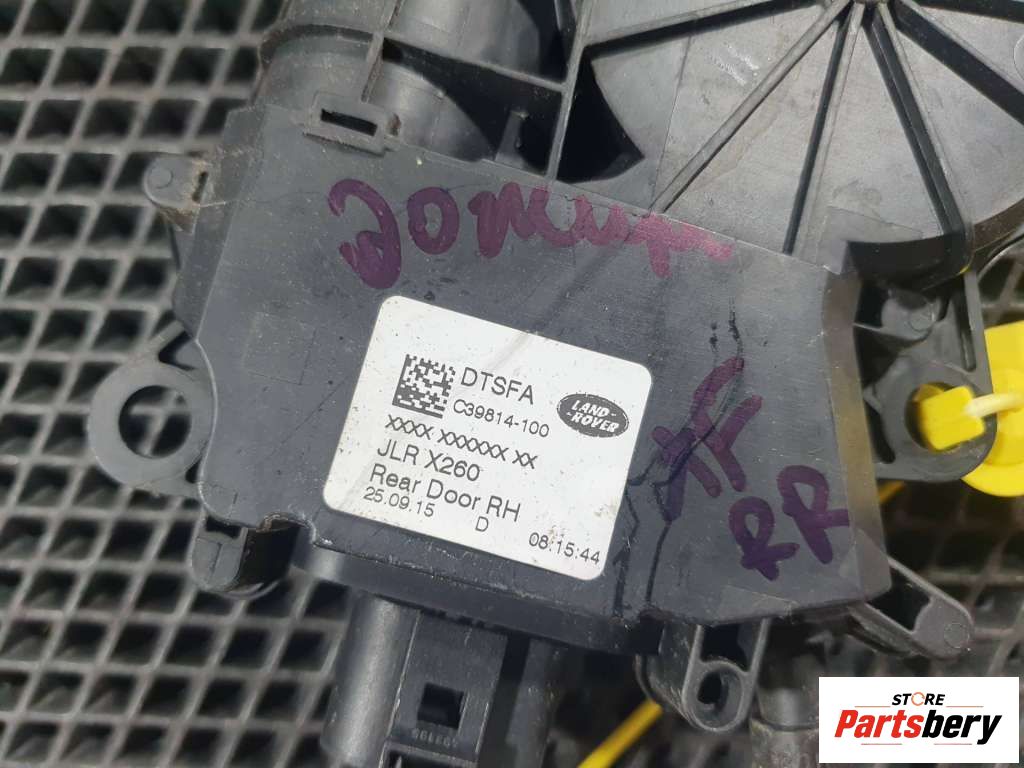 DTSFA
C39814-100
LAND-
-ROVER
XXXX XXXXXX XX
JLR X260
Rear Door RH
25.09.15 D 08:15:44
XF
RR
STORE
Partsbery